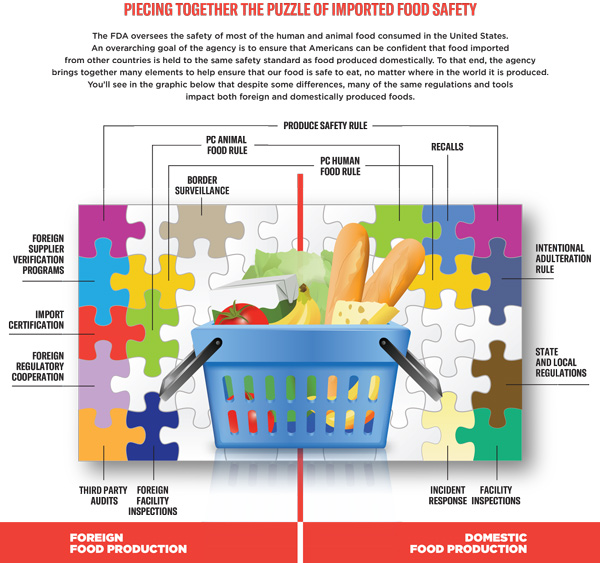 PIECING TOGETHER THE PUZZLE OF IMPORTED FOOD SAFETY
The FDA oversees the safety of most of the human and animal food consumed in the United States.
An overarching goal of the agency is to ensure that Americans can be confident that food imported
from other countries is held to the same safety standard as food produced domestically. To that end, the agency
brings together many elements to help ensure that our food is safe to eat, no matter where in the world it is produced.
You'll see in the graphic below that despite some differences, many of the same regulations and tools
impact both foreign and domestically produced foods.
PRODUCE SAFETY RULE
PC ANIMAL
FOOD RULE
RECALLS
PC HUMAN
FOOD RULE
BORDER
SURVEILLANCE
FOREIGN
SUPPLIER
VERIFICATION
PROGRAMS
INTENTIONAL
ADULTERATION
RULE
IMPORT
CERTIFICATION
FOREIGN
REGULATORY
COOPERATION
STATE
AND LOCAL
REGULATIONS
THIRD PARTY
AUDITS
FOREIGN
FACILITY
INSPECTIONS
INCIDENT
RESPONSE
FACILITY
INSPECTIONS
FOREIGN
FOOD PRODUCTION
DOMESTIC
FOOD PRODUCTION